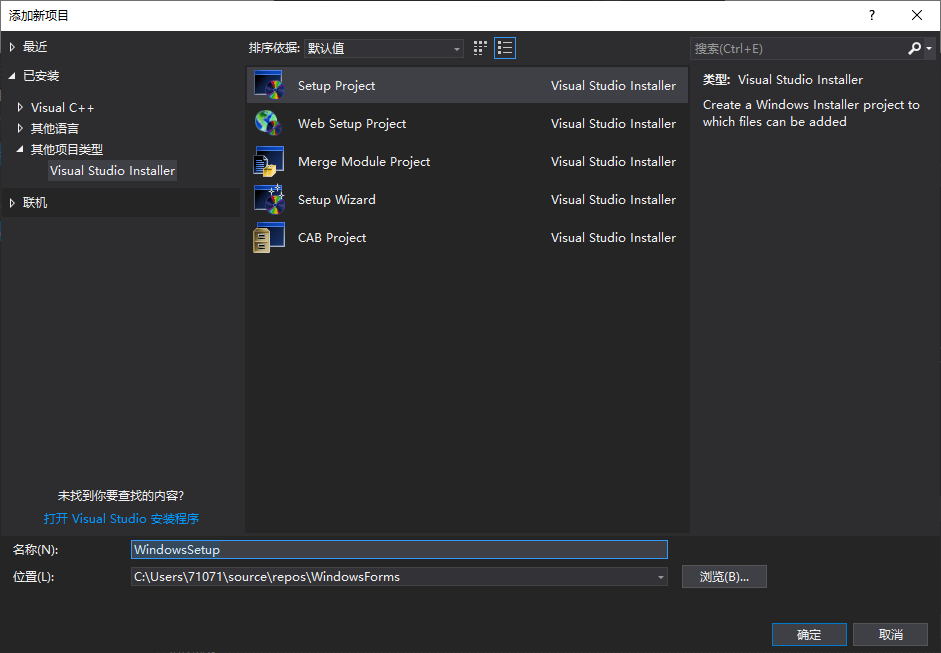 添加新项目
?
最近
已安装
Visual C++
其他语言
其他项目类型
Visual Studio Installer
联机
未找到你要查找的内容?
打开 Visual Studio 安装程序
排序依据: 默认值
Setup Project Visual Studio Installer
Web Setup Project Visual Studio Installer
Merge Module Project Visual Studio Installer
Setup Wizard Visual Studio Installer
CAB Project Visual Studio Installer
搜索(Ctrl+E)
类型: Visual Studio Installer
Create a Windows Installer project to
which files can be added
名称(N): WindowsSetup
位置(L): C:\Users\71071\source\repos\WindowsForms
浏览(B)...
确定 取消